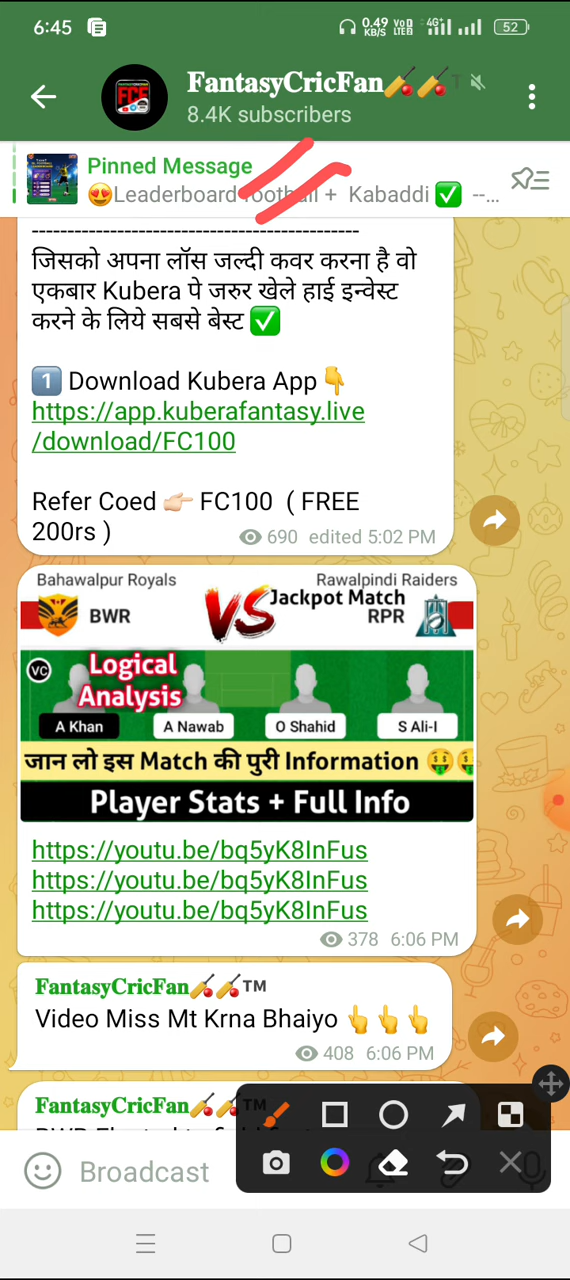 6:45
0.49 KB/S
4G
52
FantasyCricFan🏏🏏T
8.4K subscribers
Pinned Message
😍Leaderboard football + Kabaddi ✅ --...
-----------------------------------------------
जिसको अपना लॉस जल्दी कवर करना है वो
एकबार Kubera पे जरुर खेले हाई इन्वेस्ट
करने के लिये सबसे बेस्ट ✅
1️⃣ Download Kubera App 👇
https://app.kuberafantasy.live
/download/FC100
Refer Coed 👉🏻 FC100 ( FREE
200rs )
690 edited 5:02 PM
Bahawalpur Royals
Rawalpindi Raiders
BWR
VS
Jackpot Match
RPR
VC
Logical
Analysis
A Khan
A Nawab
O Shahid
S Ali-I
जान लो इस Match की पुरी Information 🤑
Player Stats + Full Info
https://youtu.be/bq5yK8InFus
https://youtu.be/bq5yK8InFus
https://youtu.be/bq5yK8InFus
378 6:06 PM
FantasyCricFan🏏🏏™
Video Miss Mt Krna Bhaiyo 👆👆👆
408 6:06 PM
FantasyCricFan🏏🏏™
Broadcast